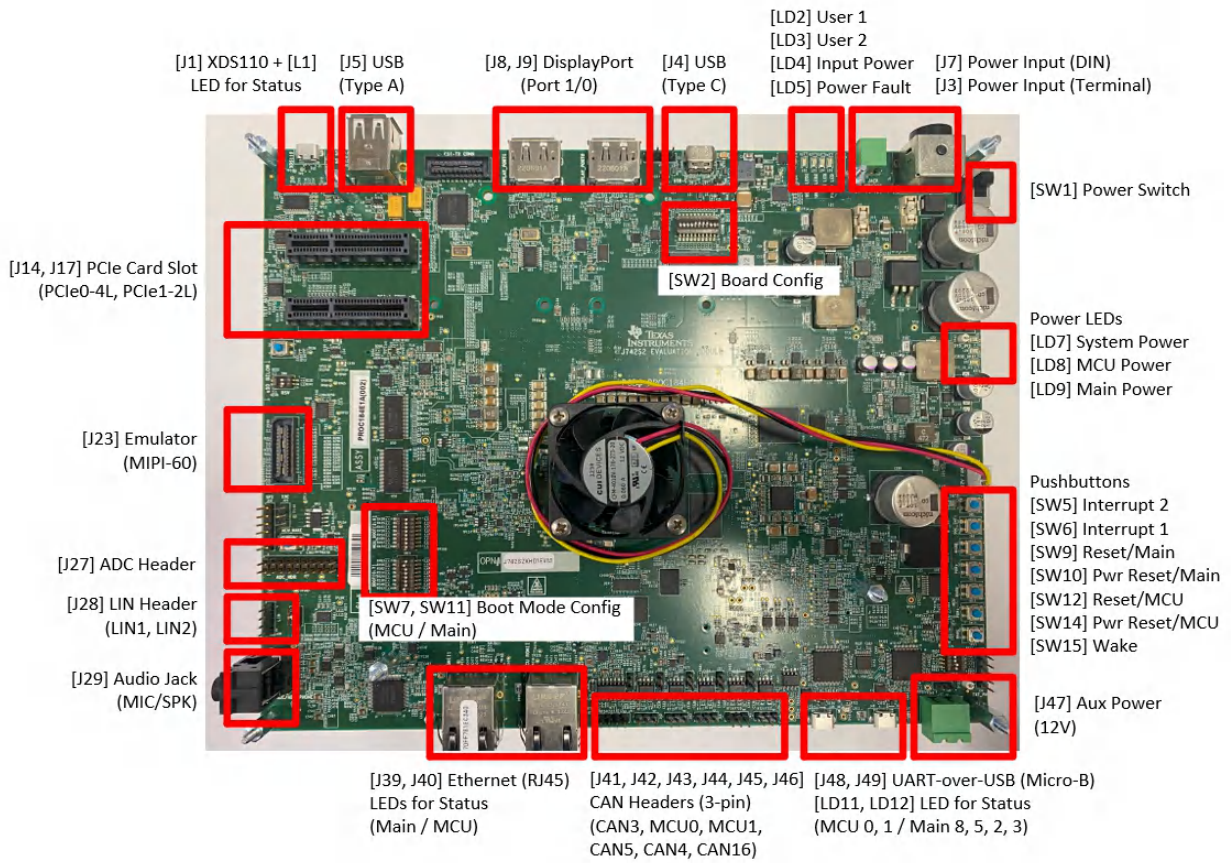 [LD2] User 1
[LD3] User 2
[LD4] Input Power
[LD5] Power Fault
[J1] XDS110 + [L1]
LED for Status
[J5] USB
(Type A)
[J8, J9] DisplayPort
(Port 1/0)
[J4] USB
(Type C)
[J7] Power Input (DIN)
[J3] Power Input (Terminal)
[SW1] Power Switch
[J14, J17] PCIe Card Slot
(PCIe0-4L, PCIe1-2L)
[SW2] Board Config
TEXAS
INSTRUMENTS
Power LEDs
[LD7] System Power
[LD8] MCU Power
[LD9] Main Power
ASSY
PROC184E1A(002)
CUI DEVICES
[J23] Emulator
(MIPI-60)
Pushbuttons
[SW5] Interrupt 2
[SW6] Interrupt 1
[SW9] Reset/Main
[SW10] Pwr Reset/Main
[SW12] Reset/MCU
[SW14] Pwr Reset/MCU
[SW15] Wake
[J27] ADC Header
[J28] LIN Header
(LIN1, LIN2)
[SW7, SW11] Boot Mode Config
(MCU / Main)
[J29] Audio Jack
(MIC/SPK)
[J47] Aux Power
(12V)
[J39, J40] Ethernet (RJ45)
LEDs for Status
(Main / MCU)
[J41, J42, J43, J44, J45, J46]
CAN Headers (3-pin)
(CAN3, MCU0, MCU1,
CAN5, CAN4, CAN16)
[J48, J49] UART-over-USB (Micro-B)
[LD11, LD12] LED for Status
(MCU 0, 1 / Main 8, 5, 2, 3)